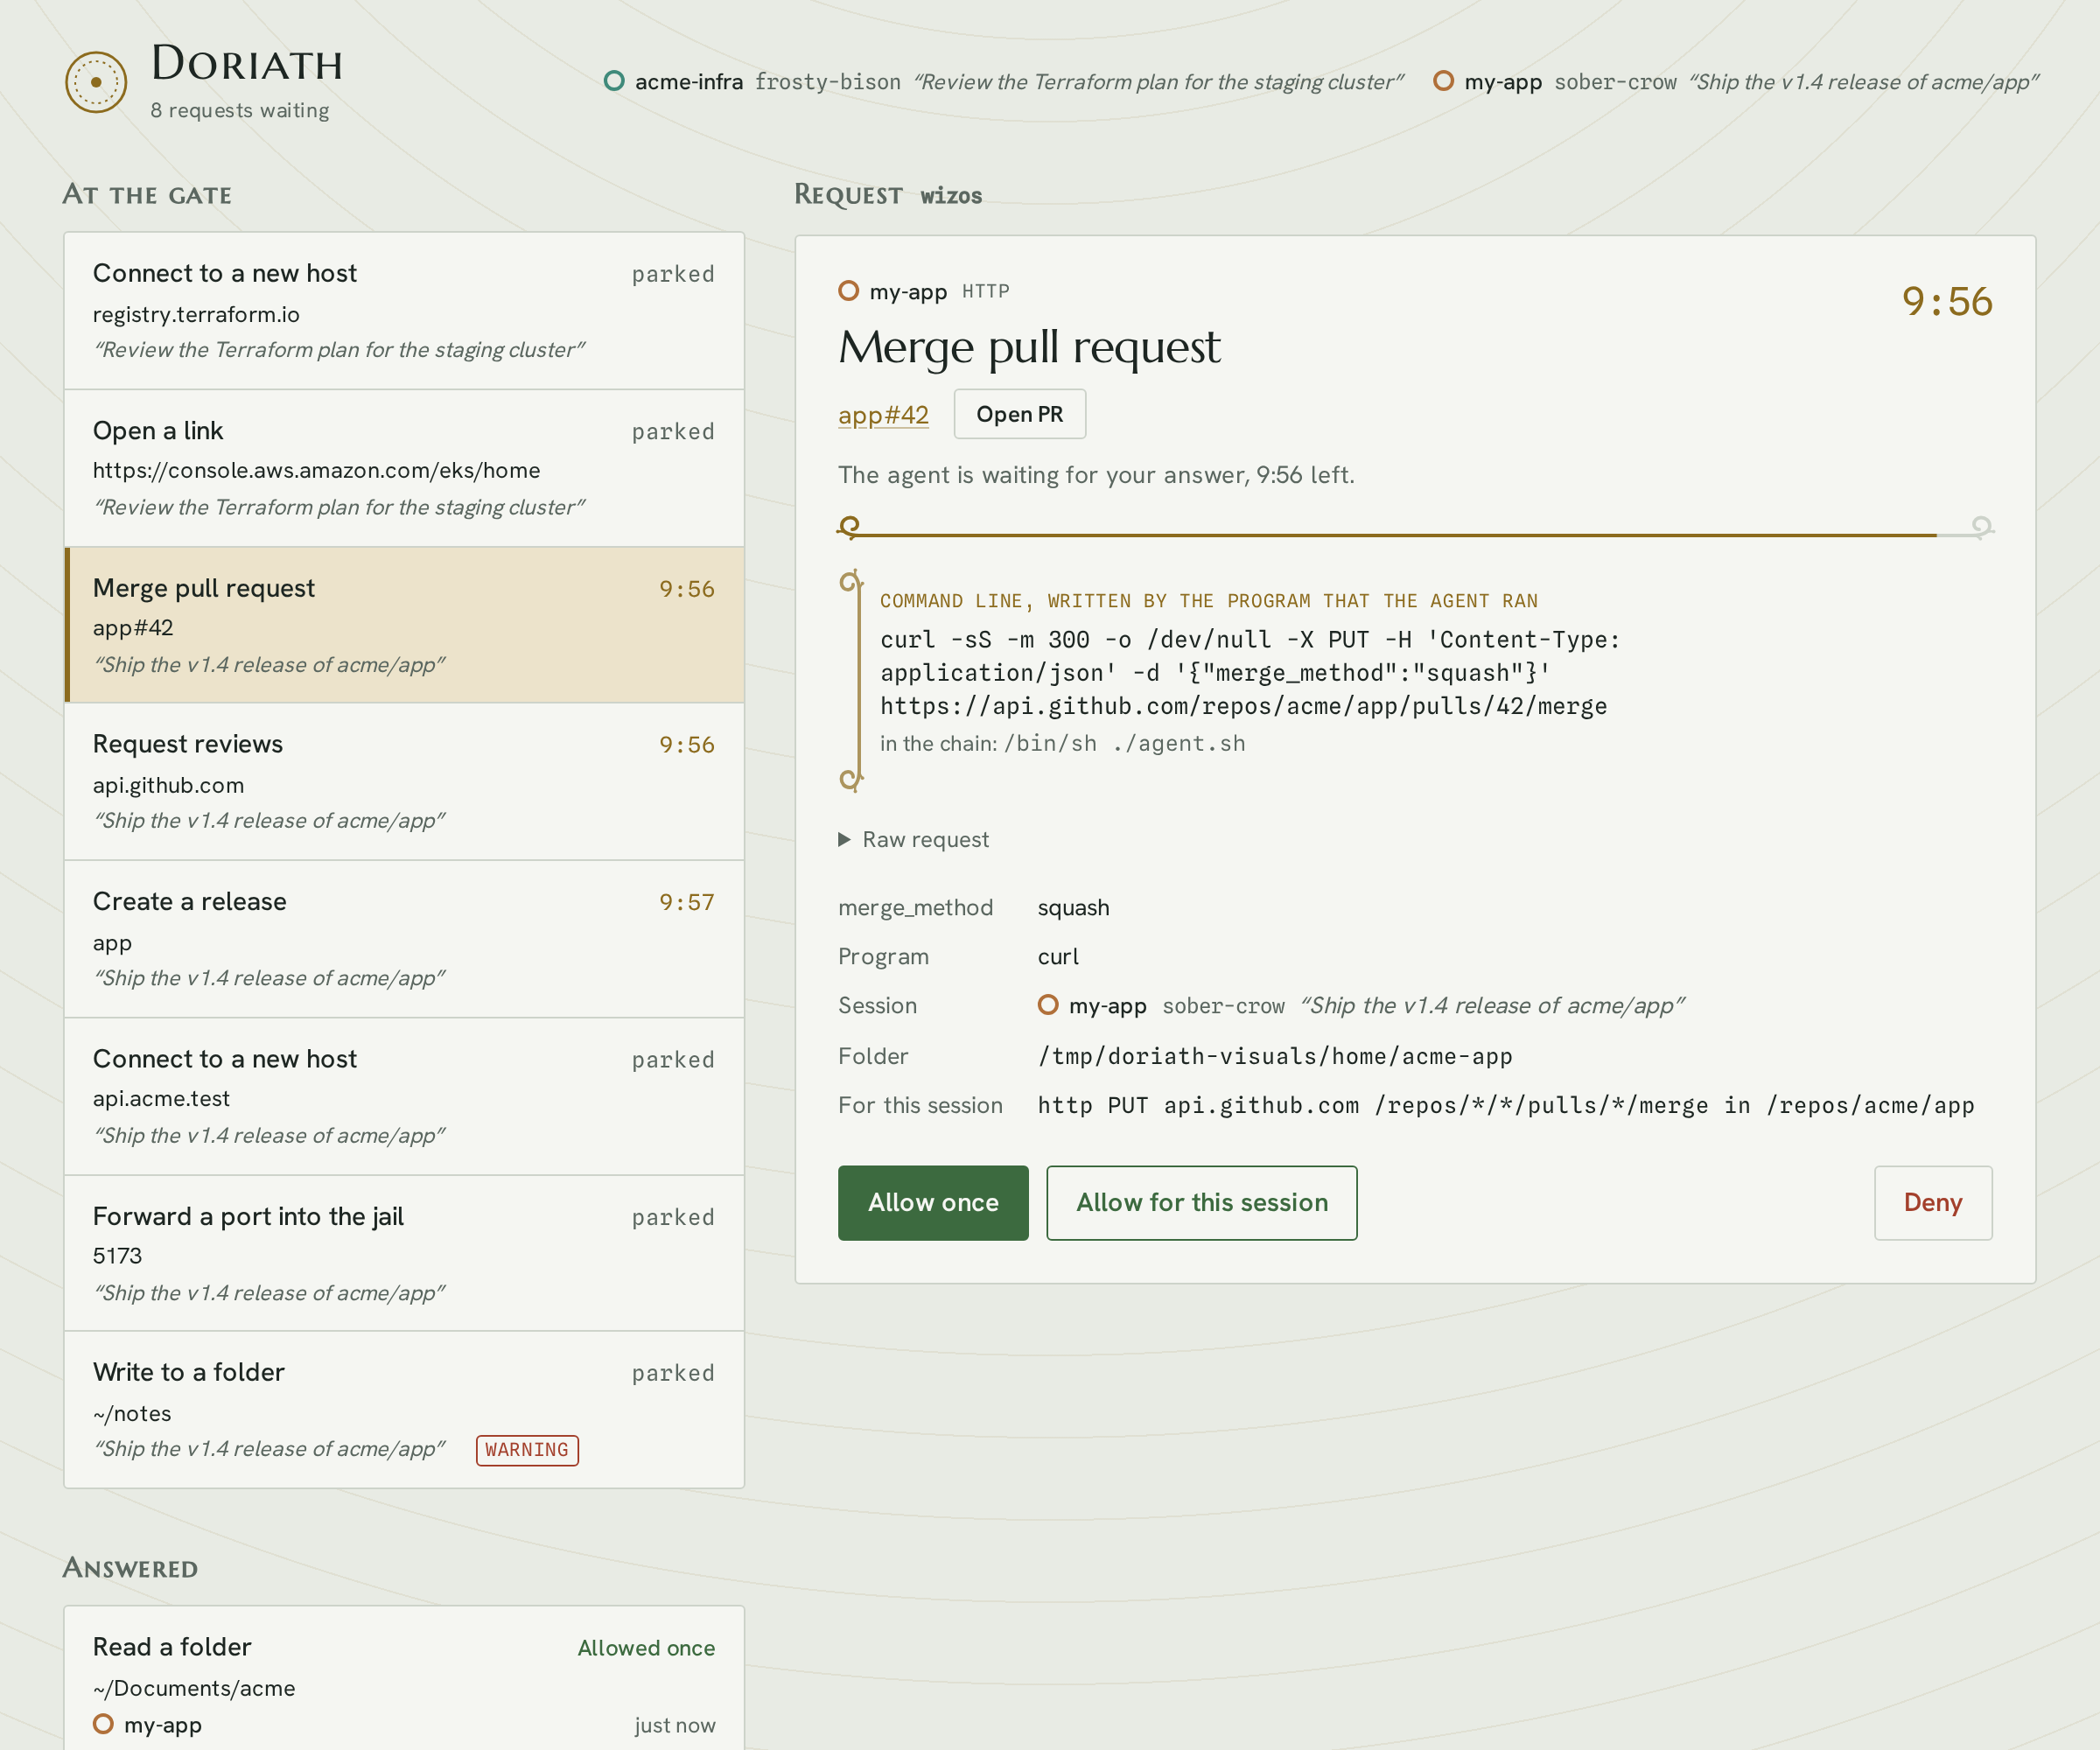 Doriath
8 requests waiting
acme-infra frosty-bison “Review the Terraform plan for the staging cluster” my-app sober-crow “Ship the v1.4 release of acme/app”
At the gate
Connect to a new host parked
registry.terraform.io
“Review the Terraform plan for the staging cluster”
Open a link parked
https://console.aws.amazon.com/eks/home
“Review the Terraform plan for the staging cluster”
Merge pull request 9:56
app#42
“Ship the v1.4 release of acme/app”
Request reviews 9:56
api.github.com
“Ship the v1.4 release of acme/app”
Create a release 9:57
app
“Ship the v1.4 release of acme/app”
Connect to a new host parked
api.acme.test
“Ship the v1.4 release of acme/app”
Forward a port into the jail parked
5173
“Ship the v1.4 release of acme/app”
Write to a folder parked
~/notes
“Ship the v1.4 release of acme/app” WARNING
Answered
Read a folder Allowed once
~/Documents/acme
my-app just now
Request wizos
my-app HTTP 9:56
Merge pull request
app#42 Open PR
The agent is waiting for your answer, 9:56 left.
COMMAND LINE, WRITTEN BY THE PROGRAM THAT THE AGENT RAN
curl -sS -m 300 -o /dev/null -X PUT -H 'Content-Type:
application/json' -d '{"merge_method":"squash"}'
https://api.github.com/repos/acme/app/pulls/42/merge
in the chain: /bin/sh ./agent.sh
Raw request
merge_method squash
Program curl
Session my-app sober-crow “Ship the v1.4 release of acme/app”
Folder /tmp/doriath-visuals/home/acme-app
For this session http PUT api.github.com /repos/*/*/pulls/*/merge in /repos/acme/app
Allow once Allow for this session Deny